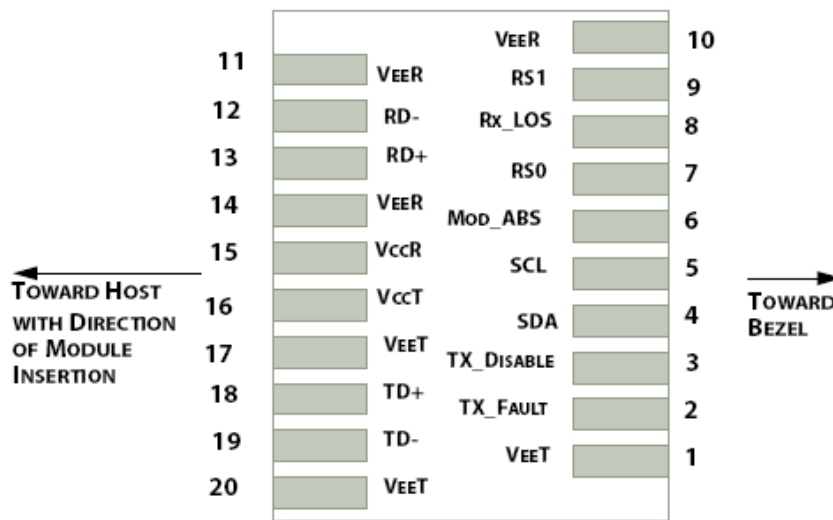 11
VEER
12
RD-
13
RD+
14
VEER
15
VCCR
16
VCCT
17
VEET
18
TD+
19
TD-
20
VEET
VEER
10
RS1
9
RX_LOS
8
RS0
7
MOD_ABS
6
SCL
5
SDA
4
TX_DISABLE
3
TX_FAULT
2
VEET
1
TOWARD HOST
WITH DIRECTION
OF MODULE
INSERTION
TOWARD
BEZEL